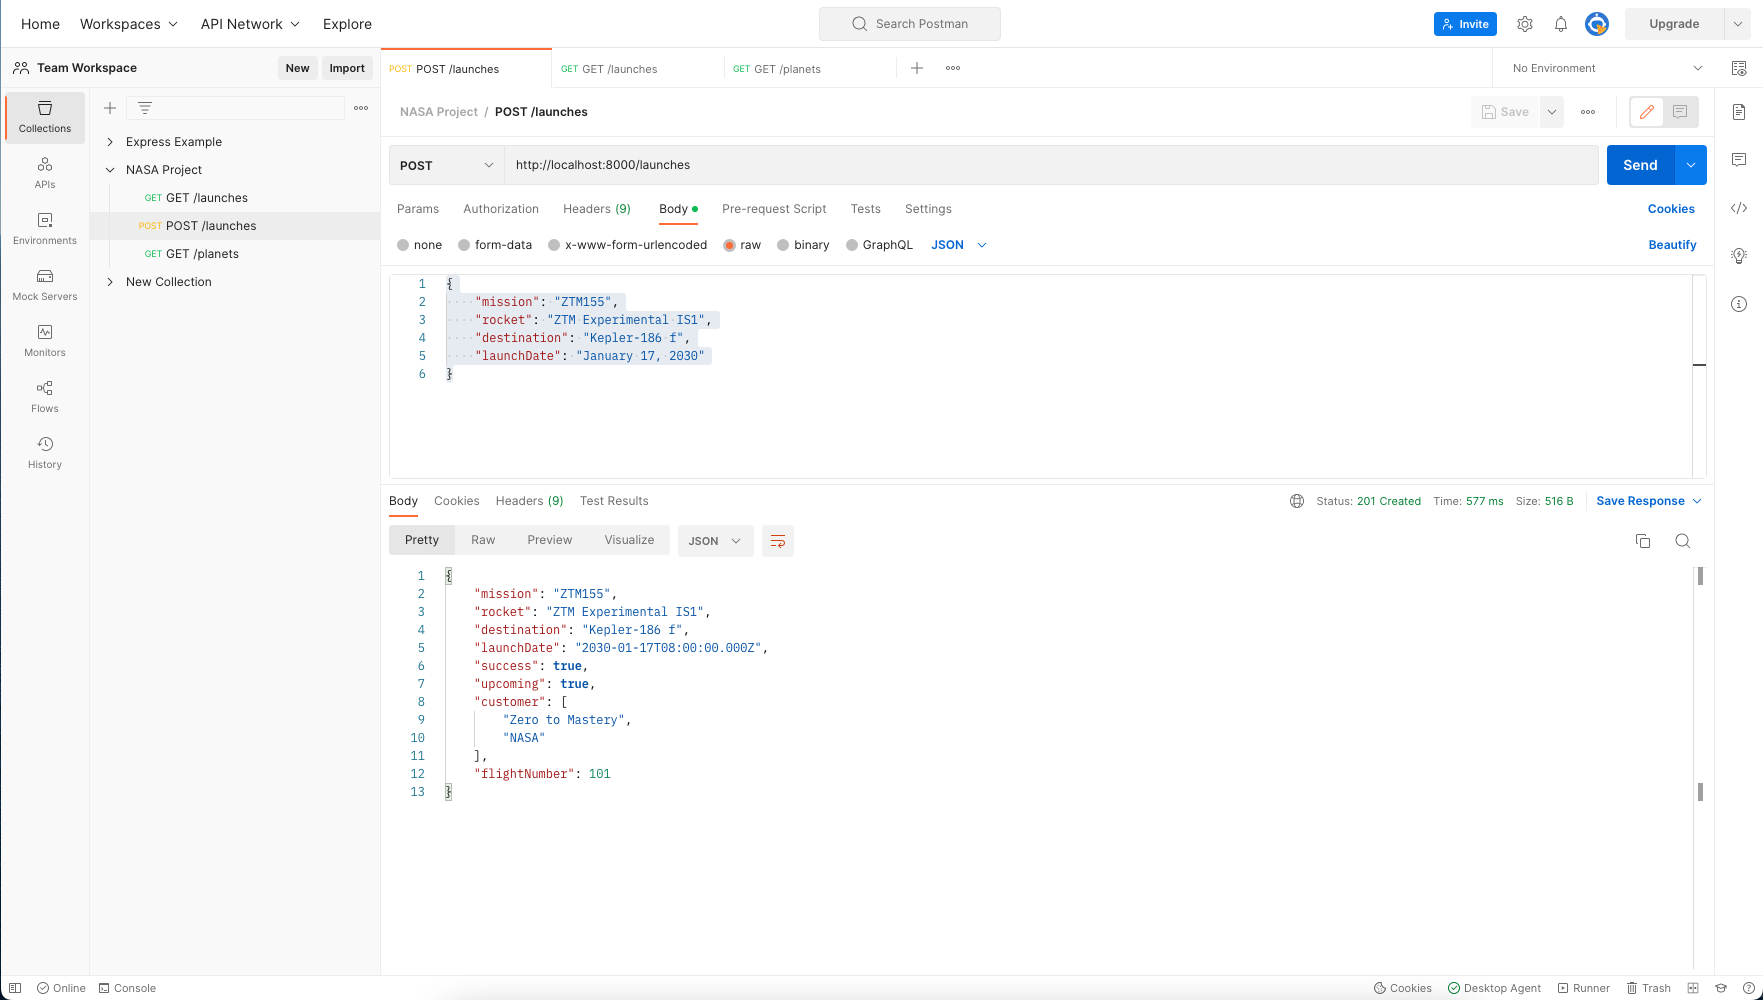 Home Workspaces API Network Explore Search Postman Invite Upgrade
Team Workspace New Import
POST POST /launches GET GET /launches GET GET /planets No Environment
Collections
APIs
Environments
Mock Servers
Monitors
Flows
History
Express Example
NASA Project
GET GET /launches
POST POST /launches
GET GET /planets
New Collection
NASA Project / POST /launches Save
POST http://localhost:8000/launches Send
Params Authorization Headers (9) Body Pre-request Script Tests Settings Cookies
none form-data x-www-form-urlencoded raw binary GraphQL JSON Beautify
1 {
2 ····"mission":·"ZTM155",
3 ····"rocket":·"ZTM·Experimental·IS1",
4 ····"destination":·"Kepler-186·f",
5 ····"launchDate":·"January·17,·2030"
6 }
Body Cookies Headers (9) Test Results Status: 201 Created Time: 577 ms Size: 516 B Save Response
Pretty Raw Preview Visualize JSON
1 {
2 "mission": "ZTM155",
3 "rocket": "ZTM Experimental IS1",
4 "destination": "Kepler-186 f",
5 "launchDate": "2030-01-17T08:00:00.000Z",
6 "success": true,
7 "upcoming": true,
8 "customer": [
9 "Zero to Mastery",
10 "NASA"
11 ],
12 "flightNumber": 101
13 }
Online Console Cookies Desktop Agent Runner Trash